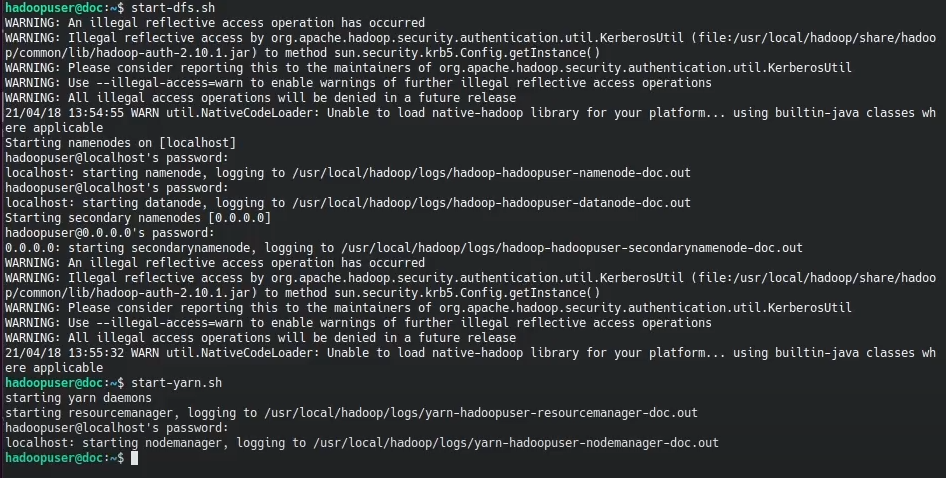 hadoopuser@doc:~$ start-dfs.sh
WARNING: An illegal reflective access operation has occurred
WARNING: Illegal reflective access by org.apache.hadoop.security.authentication.util.KerberosUtil (file:/usr/local/hadoop/share/hadoo
p/common/lib/hadoop-auth-2.10.1.jar) to method sun.security.krb5.Config.getInstance()
WARNING: Please consider reporting this to the maintainers of org.apache.hadoop.security.authentication.util.KerberosUtil
WARNING: Use --illegal-access=warn to enable warnings of further illegal reflective access operations
WARNING: All illegal access operations will be denied in a future release
21/04/18 13:54:55 WARN util.NativeCodeLoader: Unable to load native-hadoop library for your platform... using builtin-java classes wh
ere applicable
Starting namenodes on [localhost]
hadoopuser@localhost's password:
localhost: starting namenode, logging to /usr/local/hadoop/logs/hadoop-hadoopuser-namenode-doc.out
hadoopuser@localhost's password:
localhost: starting datanode, logging to /usr/local/hadoop/logs/hadoop-hadoopuser-datanode-doc.out
Starting secondary namenodes [0.0.0.0]
hadoopuser@0.0.0.0's password:
0.0.0.0: starting secondarynamenode, logging to /usr/local/hadoop/logs/hadoop-hadoopuser-secondarynamenode-doc.out
WARNING: An illegal reflective access operation has occurred
WARNING: Illegal reflective access by org.apache.hadoop.security.authentication.util.KerberosUtil (file:/usr/local/hadoop/share/hadoo
p/common/lib/hadoop-auth-2.10.1.jar) to method sun.security.krb5.Config.getInstance()
WARNING: Please consider reporting this to the maintainers of org.apache.hadoop.security.authentication.util.KerberosUtil
WARNING: Use --illegal-access=warn to enable warnings of further illegal reflective access operations
WARNING: All illegal access operations will be denied in a future release
21/04/18 13:55:32 WARN util.NativeCodeLoader: Unable to load native-hadoop library for your platform... using builtin-java classes wh
ere applicable
hadoopuser@doc:~$ start-yarn.sh
starting yarn daemons
starting resourcemanager, logging to /usr/local/hadoop/logs/yarn-hadoopuser-resourcemanager-doc.out
hadoopuser@localhost's password:
localhost: starting nodemanager, logging to /usr/local/hadoop/logs/yarn-hadoopuser-nodemanager-doc.out
hadoopuser@doc:~$